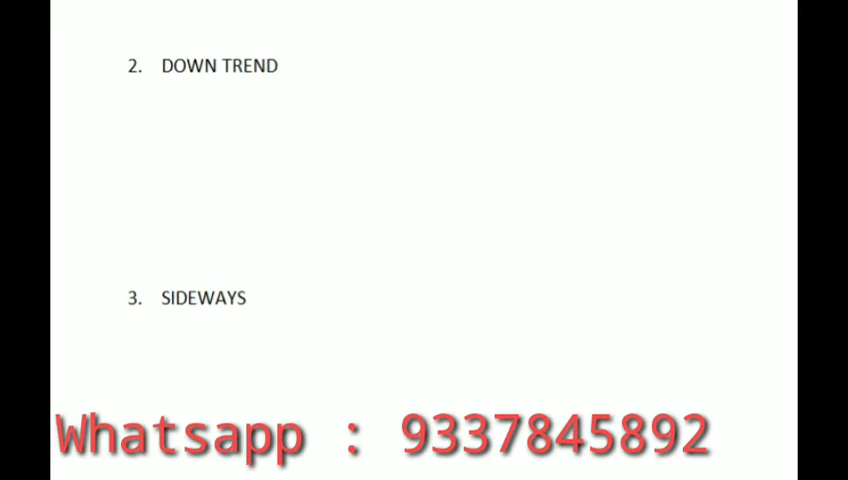 2. DOWN TREND
3. SIDEWAYS
Whatsapp : 9337845892